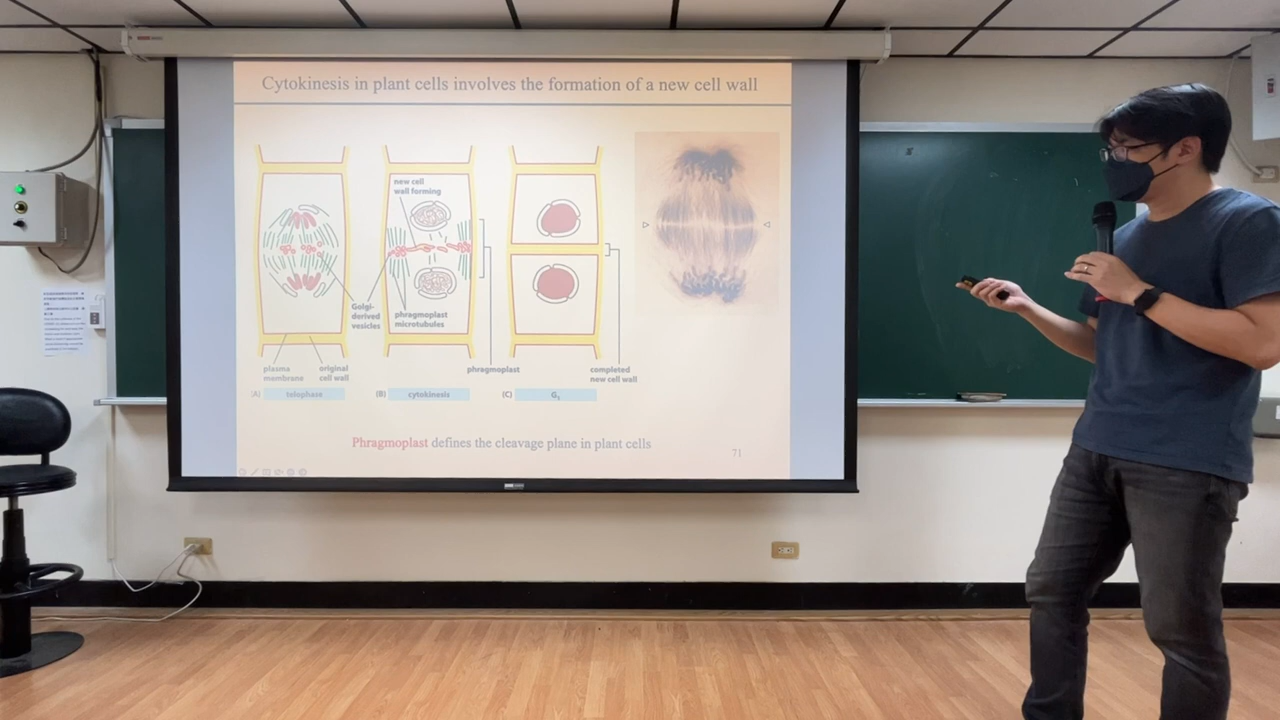 Cytokinesis in plant cells involves the formation of a new cell wall
new cell
wall forming
Golgi-
derived
vesicles
phragmoplast
microtubules
plasma
membrane
original
cell wall
phragmoplast
completed
new cell wall
(A) telophase
(B) cytokinesis
(C) G1
Phragmoplast defines the cleavage plane in plant cells
71